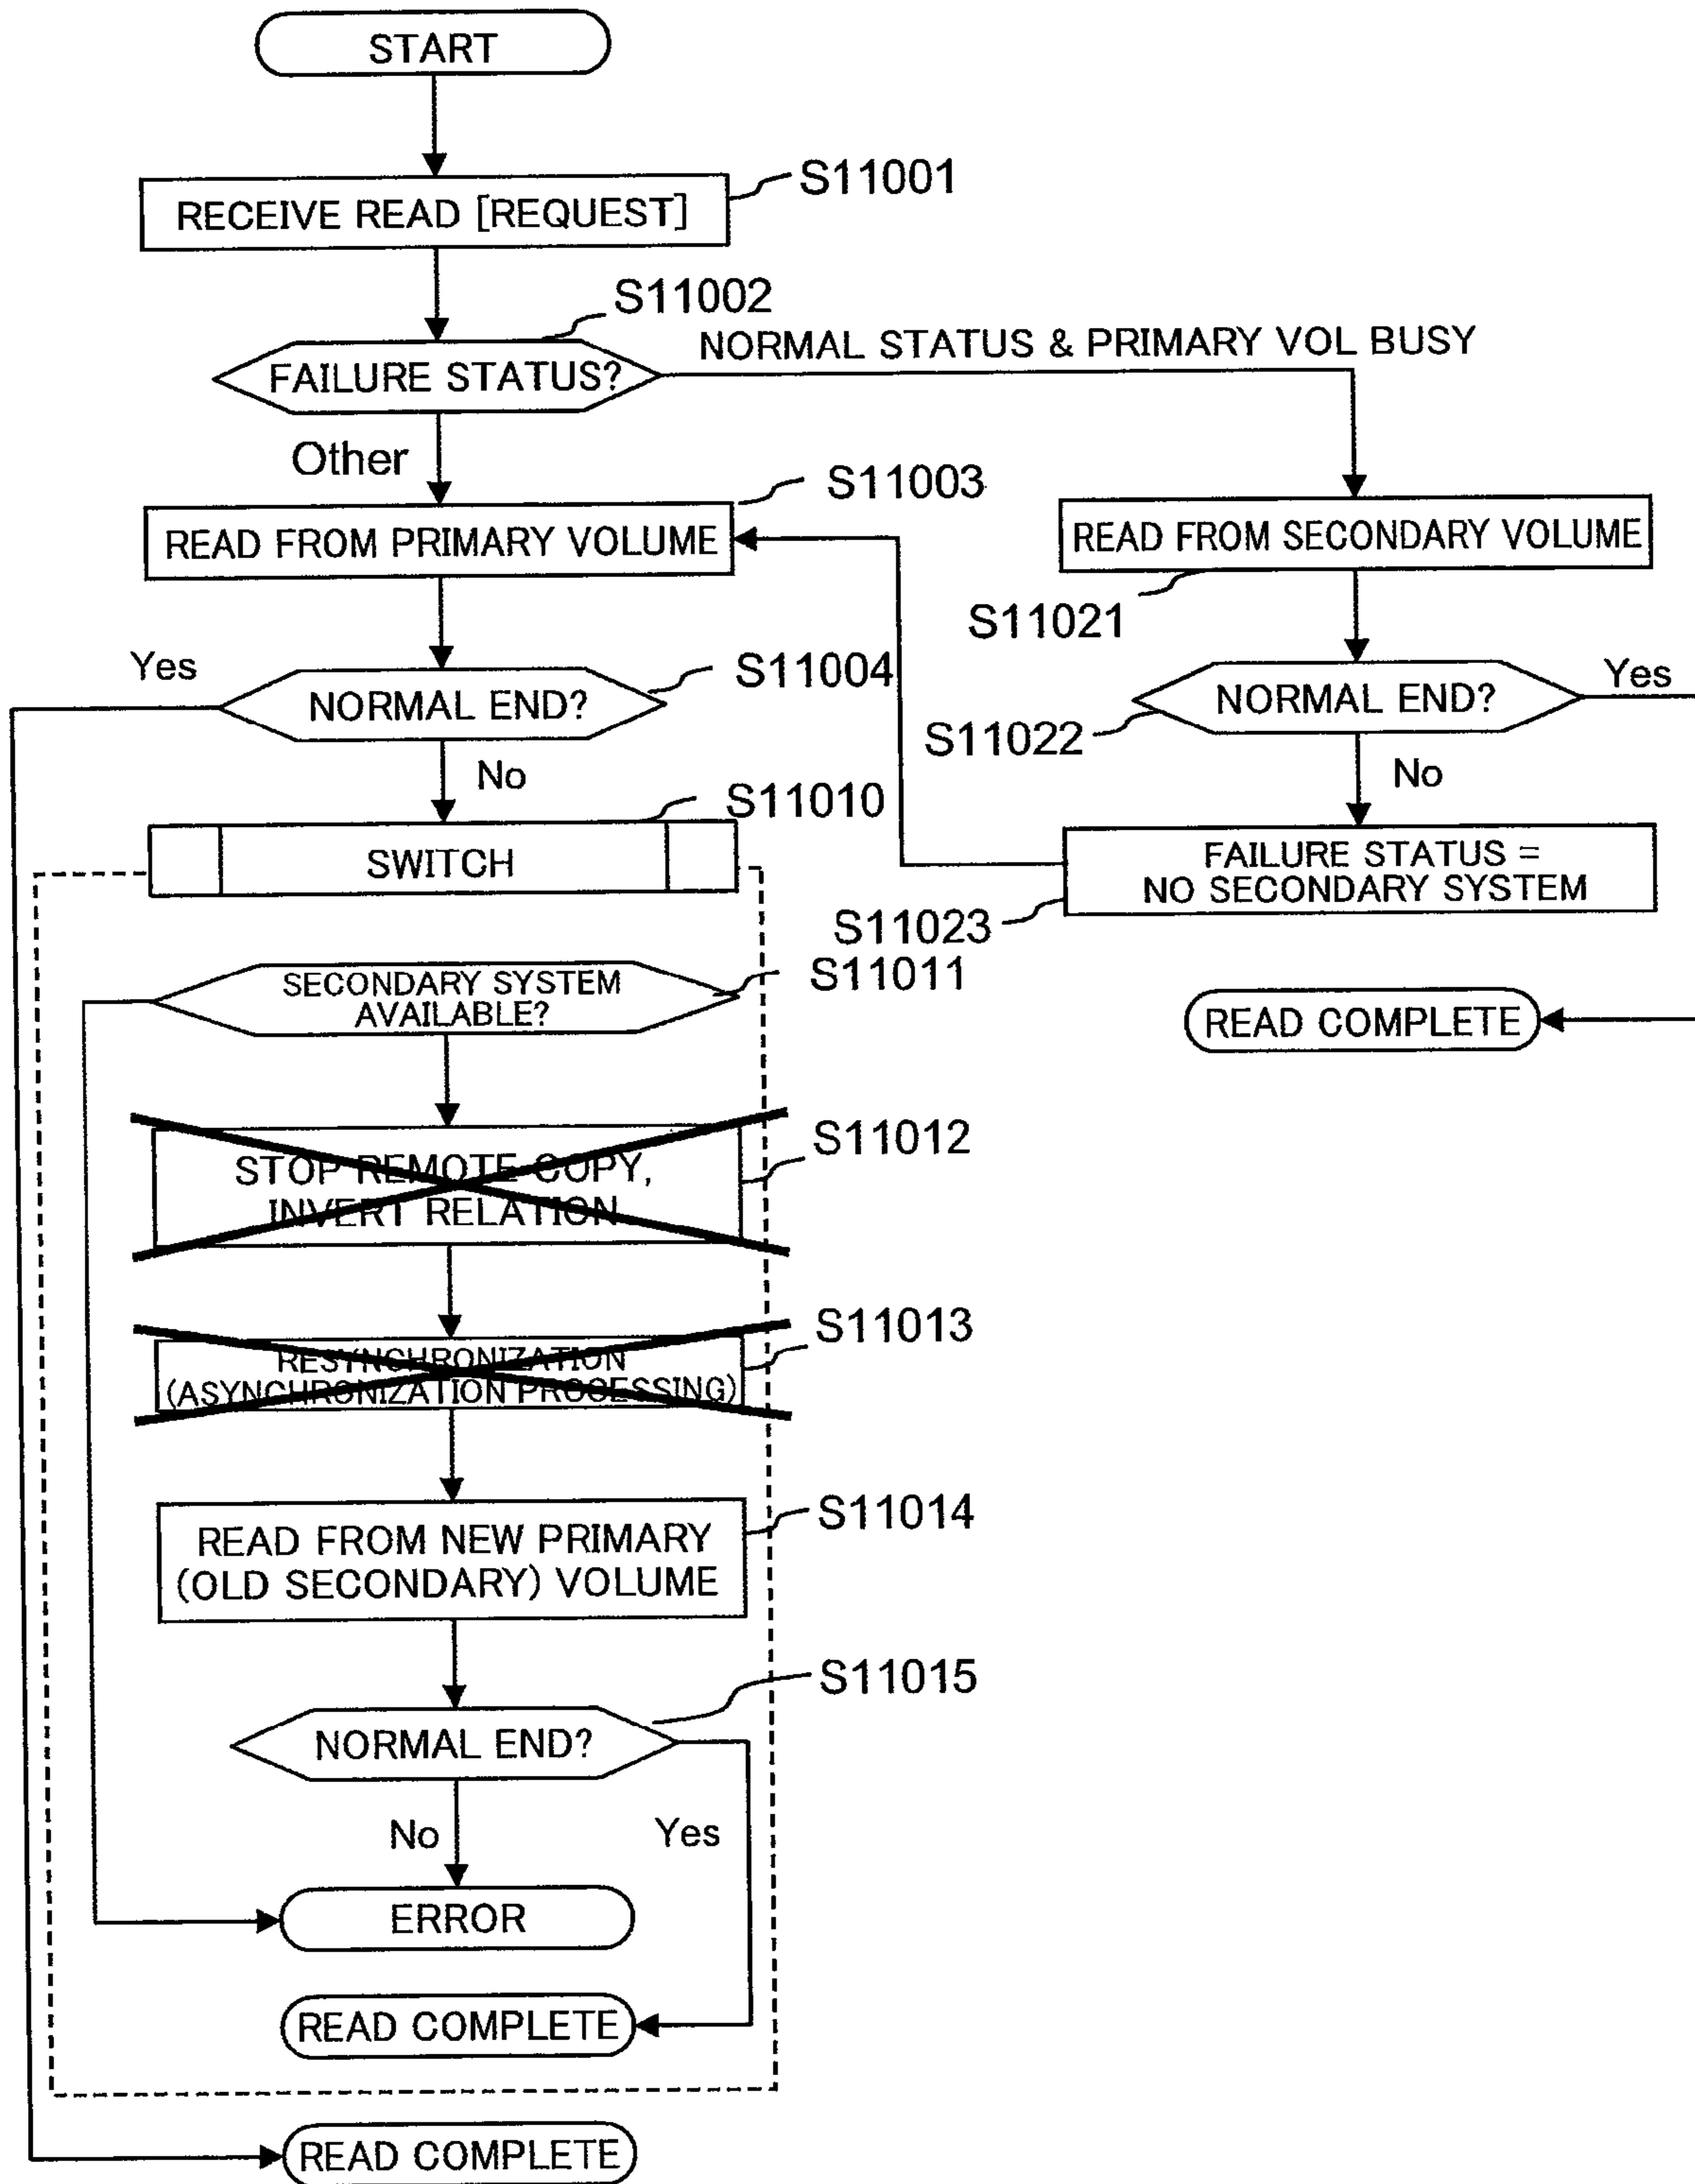 START
S11001
RECEIVE READ [REQUEST]
S11002
NORMAL STATUS & PRIMARY VOL BUSY
FAILURE STATUS?
Other
S11003
READ FROM PRIMARY VOLUME
READ FROM SECONDARY VOLUME
S11021
Yes
S11004
NORMAL END?
Yes
NORMAL END?
S11022
No
No
S11010
SWITCH
FAILURE STATUS =
NO SECONDARY SYSTEM
S11023
S11011
SECONDARY SYSTEM
AVAILABLE?
READ COMPLETE
S11012
STOP REMOTE COPY,
INVERT RELATION
S11013
RESYNCHRONIZATION
(ASYNCHRONIZATION PROCESSING)
S11014
READ FROM NEW PRIMARY
(OLD SECONDARY) VOLUME
S11015
NORMAL END?
No
Yes
ERROR
READ COMPLETE
READ COMPLETE